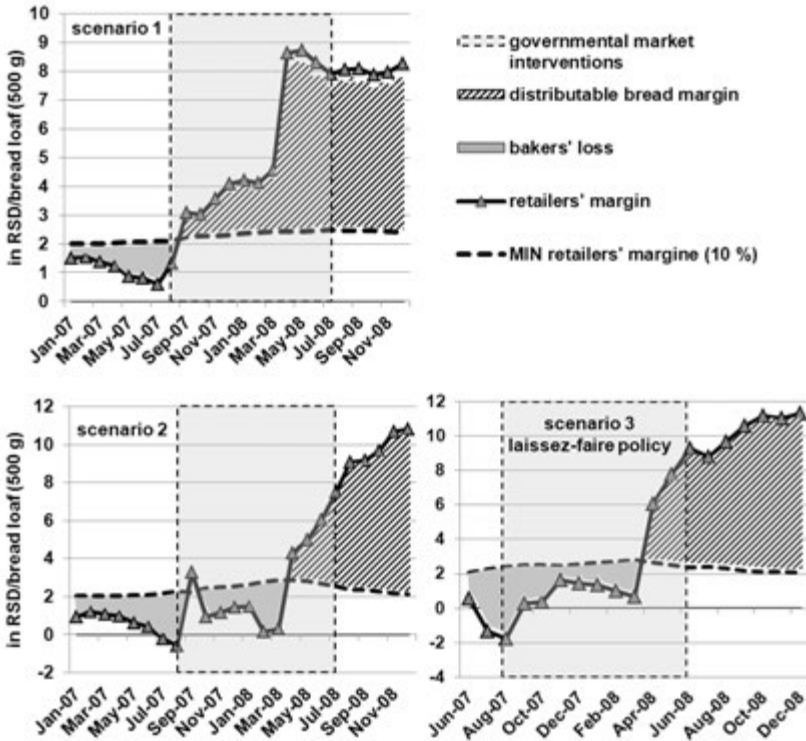 in RSD/bread loaf (500 g)
scenario 1
10
9
8
7
6
5
4
3
2
1
0
Jan-07
Mar-07
May-07
Jul-07
Sep-07
Nov-07
Jan-08
Mar-08
May-08
Jul-08
Sep-08
Nov-08
governmental market
interventions
distributable bread margin
bakers' loss
retailers' margin
MIN retailers' margine (10 %)
in RSD/bread loaf (500 g)
scenario 2
12
10
8
6
4
2
0
-2
Jan-07
Mar-07
May-07
Jul-07
Sep-07
Nov-07
Jan-08
Mar-08
May-08
Jul-08
Sep-08
Nov-08
scenario 3
laissez-faire policy
12
10
8
6
4
2
0
-2
-4
Jun-07
Aug-07
Oct-07
Dec-07
Feb-08
Apr-08
Jun-08
Aug-08
Oct-08
Dec-08